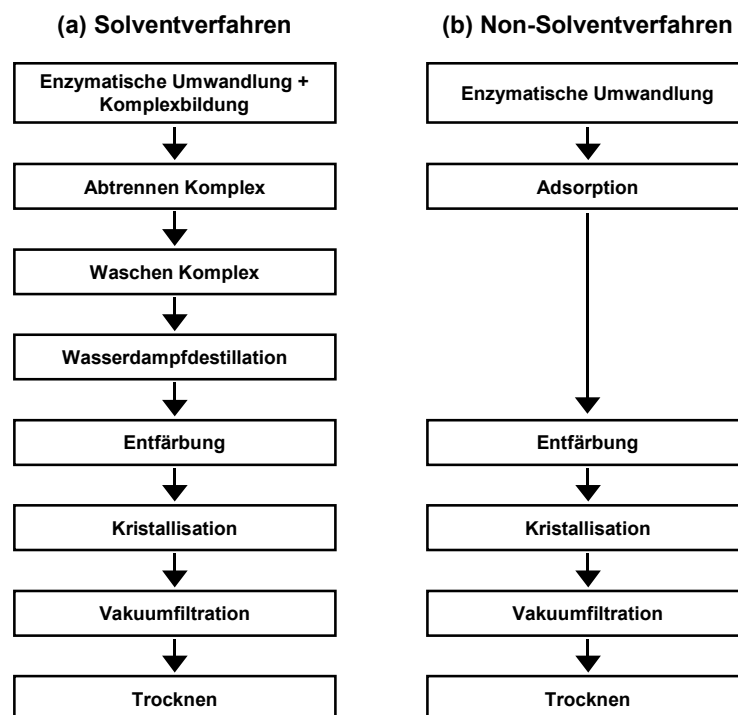 (a) Solventverfahren
Enzymatische Umwandlung +
Komplexbildung
Abtrennen Komplex
Waschen Komplex
Wasserdampfdestillation
Entfärbung
Kristallisation
Vakuumfiltration
Trocknen
(b) Non-Solventverfahren
Enzymatische Umwandlung
Adsorption
Entfärbung
Kristallisation
Vakuumfiltration
Trocknen